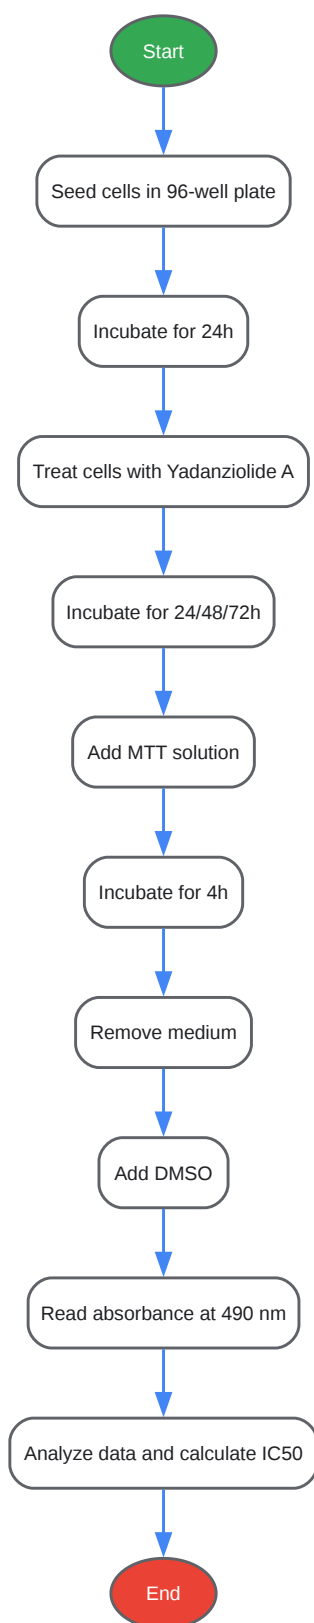 Start
Seed cells in 96-well plate
Incubate for 24h
Treat cells with Yadanziolide A
Incubate for 24/48/72h
Add MTT solution
Incubate for 4h
Remove medium
Add DMSO
Read absorbance at 490 nm
Analyze data and calculate IC50
End